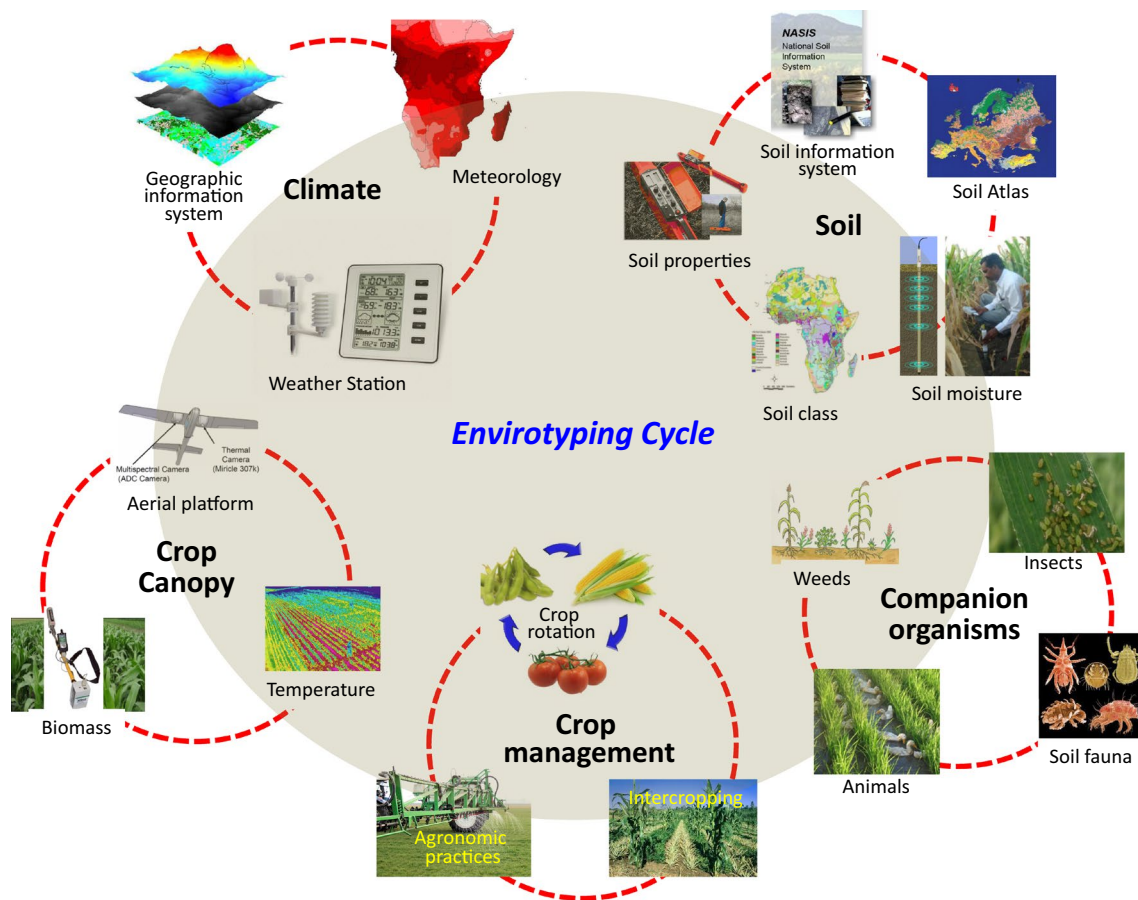 NASIS
National Soil
Information
System
Soil information
system
Soil Atlas
Geographic
information
system
Climate
Meteorology
Soil
Soil properties
Weather Station
Soil class
Soil moisture
Envirotyping Cycle
Thermal
Camera
(Miricle 307k)
Multispectral Camera
(ADC Camera)
Aerial platform
Crop
Canopy
Biomass
Temperature
Crop
rotation
Crop
management
Agronomic
practices
Intercropping
Weeds
Insects
Companion
organisms
Animals
Soil fauna